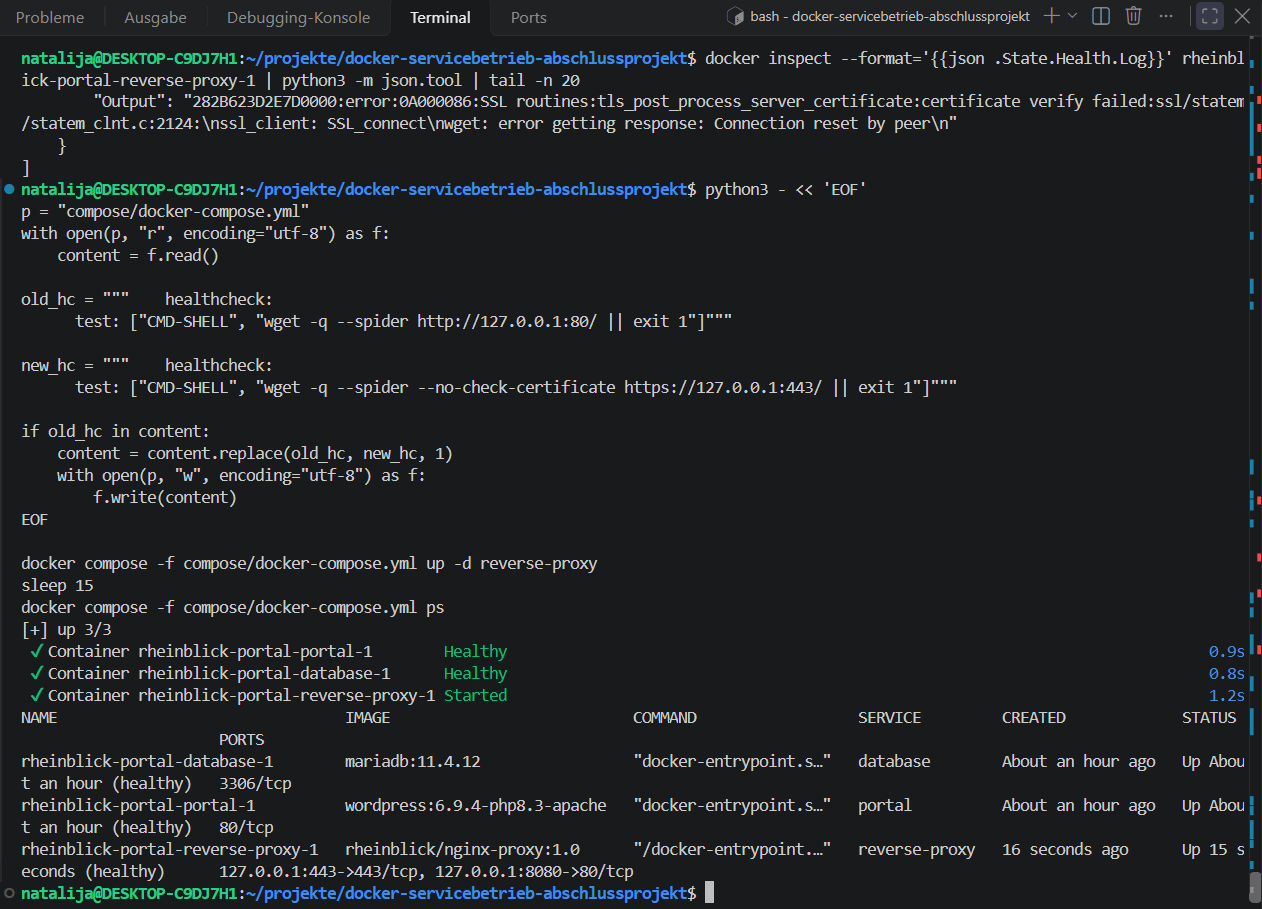 Probleme Ausgabe Debugging-Konsole Terminal Ports bash - docker-servicebetrieb-abschlussprojekt
natalija@DESKTOP-C9DJ7H1:~/projekte/docker-servicebetrieb-abschlussprojekt$ docker inspect --format='{{json .State.Health.Log}}' rheinbl
ick-portal-reverse-proxy-1 | python3 -m json.tool | tail -n 20
        "Output": "282B623D2E7D0000:error:0A000086:SSL routines:tls_post_process_server_certificate:certificate verify failed:ssl/statem
/statem_clnt.c:2124:\nssl_client: SSL_connect\nwget: error getting response: Connection reset by peer\n"
    }
]
natalija@DESKTOP-C9DJ7H1:~/projekte/docker-servicebetrieb-abschlussprojekt$ python3 - << 'EOF'
p = "compose/docker-compose.yml"
with open(p, "r", encoding="utf-8") as f:
    content = f.read()
old_hc = """    healthcheck:
      test: ["CMD-SHELL", "wget -q --spider http://127.0.0.1:80/ || exit 1"]"""
new_hc = """    healthcheck:
      test: ["CMD-SHELL", "wget -q --spider --no-check-certificate https://127.0.0.1:443/ || exit 1"]"""
if old_hc in content:
    content = content.replace(old_hc, new_hc, 1)
    with open(p, "w", encoding="utf-8") as f:
        f.write(content)
EOF
docker compose -f compose/docker-compose.yml up -d reverse-proxy
sleep 15
docker compose -f compose/docker-compose.yml ps
[+] up 3/3
 ✓ Container rheinblick-portal-portal-1        Healthy 0.9s
 ✓ Container rheinblick-portal-database-1      Healthy 0.8s
 ✓ Container rheinblick-portal-reverse-proxy-1 Started 1.2s
NAME IMAGE COMMAND SERVICE CREATED STATUS
PORTS
rheinblick-portal-database-1 mariadb:11.4.12 "docker-entrypoint.s…" database About an hour ago Up Abou
t an hour (healthy) 3306/tcp
rheinblick-portal-portal-1 wordpress:6.9.4-php8.3-apache "docker-entrypoint.s…" portal About an hour ago Up Abou
t an hour (healthy) 80/tcp
rheinblick-portal-reverse-proxy-1 rheinblick/nginx-proxy:1.0 "/docker-entrypoint.…" reverse-proxy 16 seconds ago Up 15 s
econds (healthy) 127.0.0.1:443->443/tcp, 127.0.0.1:8080->80/tcp
natalija@DESKTOP-C9DJ7H1:~/projekte/docker-servicebetrieb-abschlussprojekt$